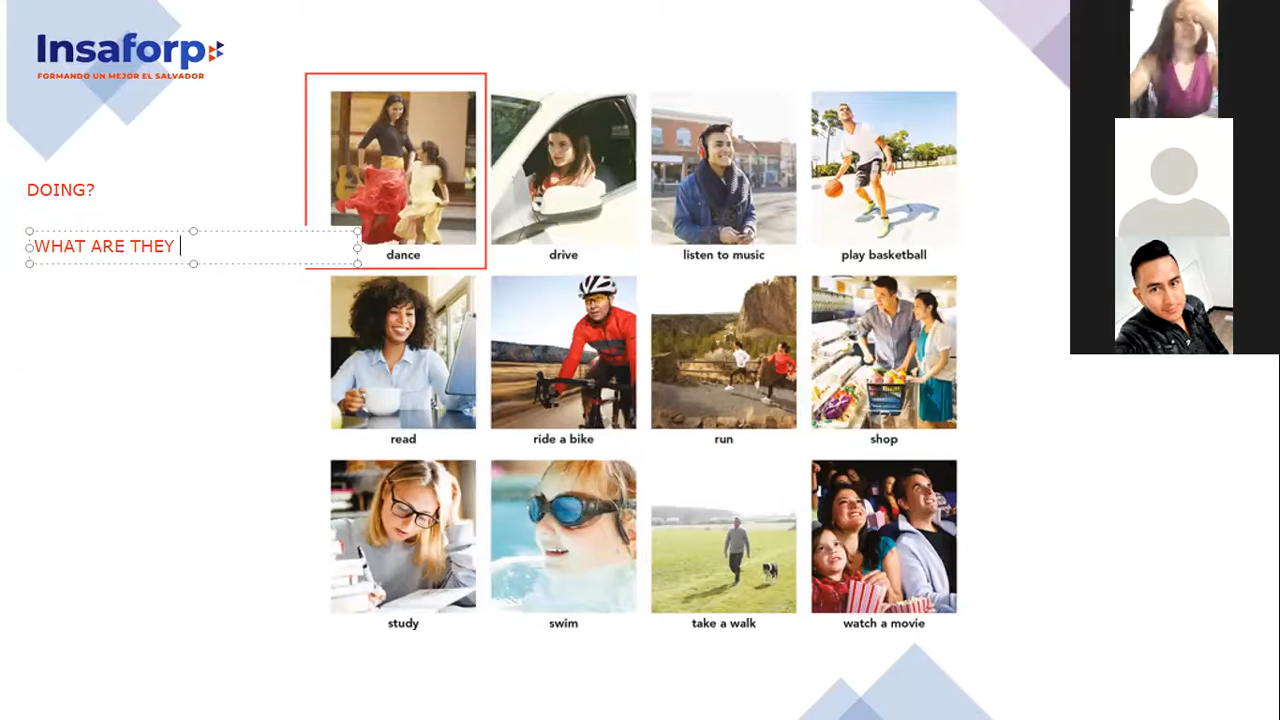 Insaforp
FORMANDO UN MEJOR EL SALVADOR
DOING?
WHAT ARE THEY
dance
drive
listen to music
play basketball
read
ride a bike
run
shop
study
swim
take a walk
watch a movie